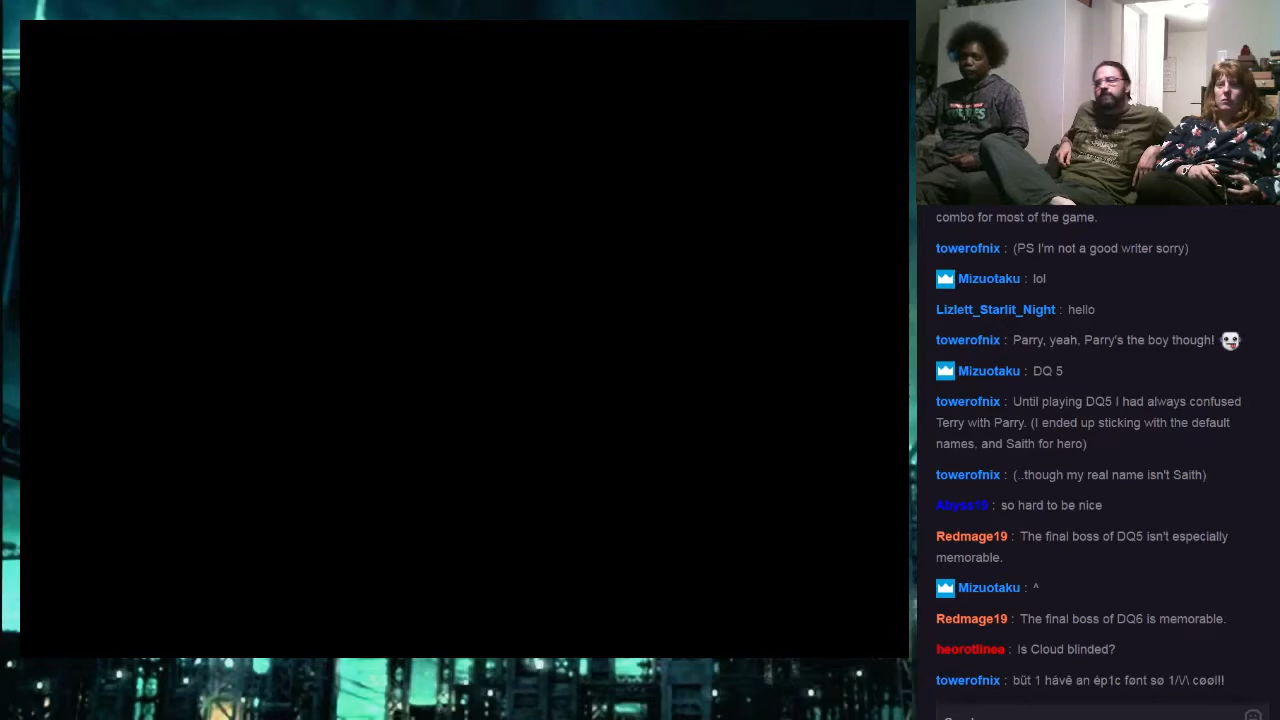 combo for most of the game.
towerofnix : (PS I'm not a good writer sorry)
Mizuotaku : lol
Lizlett_Starlit_Night : hello
towerofnix : Parry, yeah, Parry's the boy though!
Mizuotaku : DQ 5
towerofnix : Until playing DQ5 I had always confused
Terry with Parry. (I ended up sticking with the default
names, and Saith for hero)
towerofnix : (..though my real name isn't Saith)
Abyss19 : so hard to be nice
Redmage19 : The final boss of DQ5 isn't especially
memorable.
Mizuotaku : ^
Redmage19 : The final boss of DQ6 is memorable.
heorotlinea : Is Cloud blinded?
towerofnix : büt 1 hávê an ép1c fønt sø 1/\/\ cøøl!!